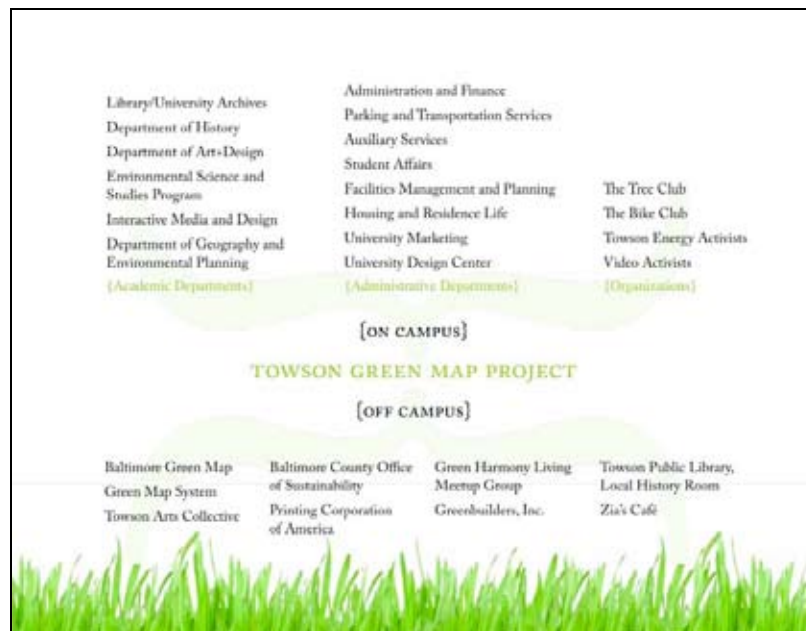 Library/University Archives
Department of History
Department of Art+Design
Environmental Science and
Studies Program
Interactive Media and Design
Department of Geography and
Environmental Planning
{Academic Departments}
Administration and Finance
Parking and Transportation Services
Auxiliary Services
Student Affairs
Facilities Management and Planning
Housing and Residence Life
University Marketing
University Design Center
{Administrative Departments}
The Tree Club
The Bike Club
Towson Energy Activists
Video Activists
{Organizations}
{ON CAMPUS}
TOWSON GREEN MAP PROJECT
{OFF CAMPUS}
Baltimore Green Map
Green Map System
Towson Arts Collective
Baltimore County Office
of Sustainability
Printing Corporation
of America
Green Harmony Living
Meetup Group
Greenbuilders, Inc.
Towson Public Library,
Local History Room
Zia's Café